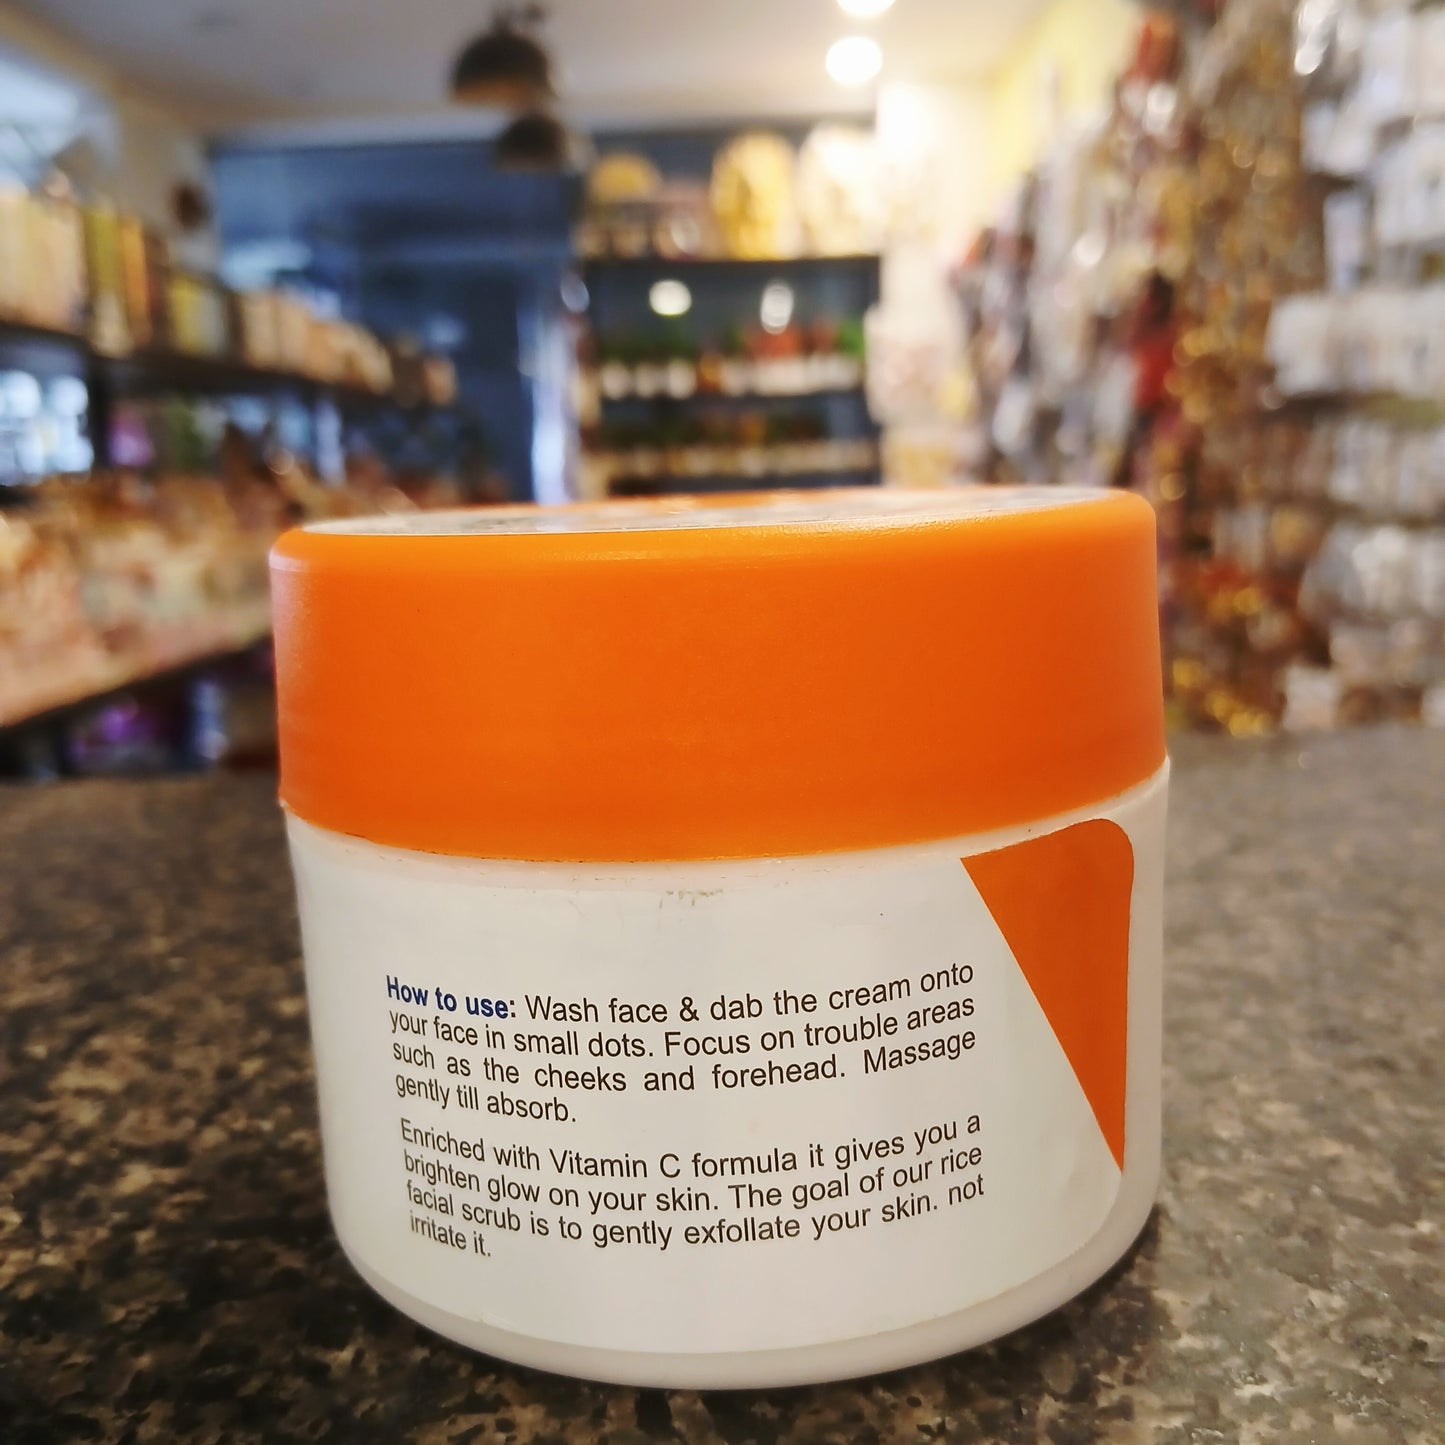 How to use: Wash face & dab the cream onto
your face in small dots. Focus on trouble areas
such as the cheeks and forehead. Massage
gently till absorb.
Enriched with Vitamin C formula it gives you a
brighten glow on your skin. The goal of our rice
facial scrub is to gently exfollate your skin. not
irritate it.